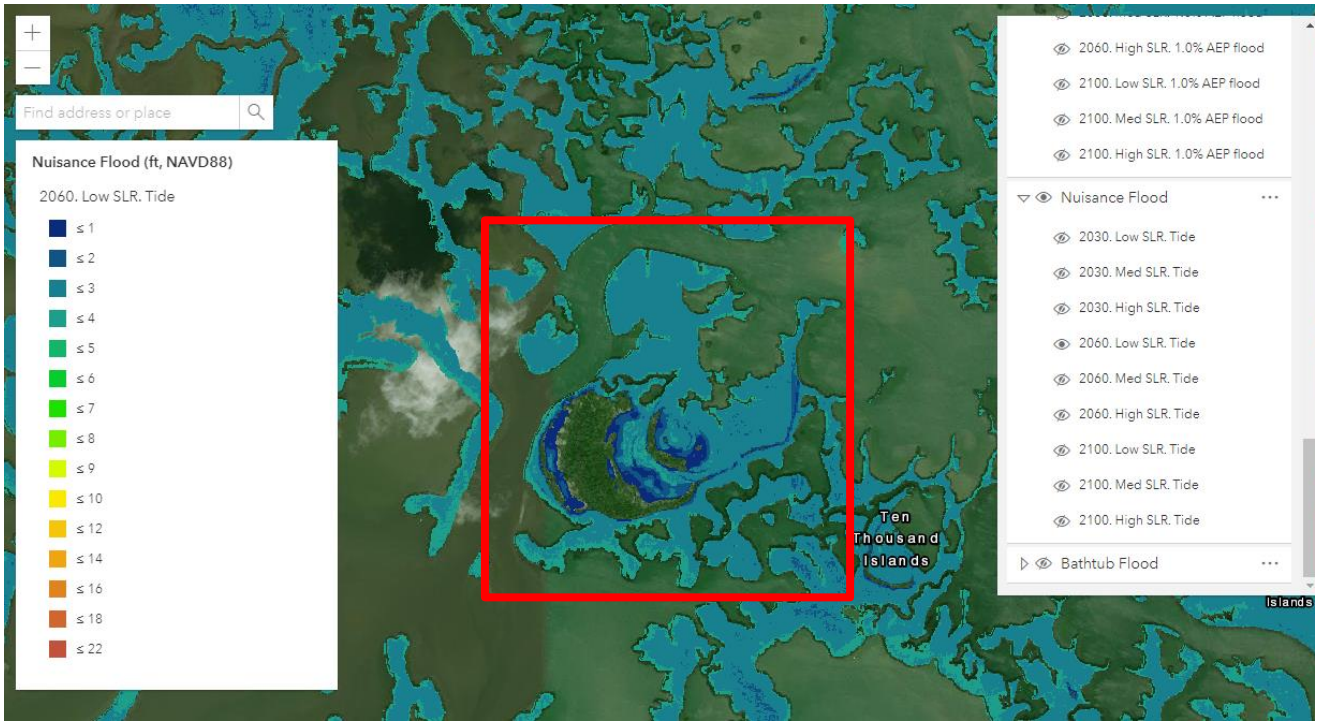 +
−
Find address or place
Nuisance Flood (ft, NAVD88)
2060. Low SLR. Tide
≤ 1
≤ 2
≤ 3
≤ 4
≤ 5
≤ 6
≤ 7
≤ 8
≤ 9
≤ 10
≤ 12
≤ 14
≤ 16
≤ 18
≤ 22
2060. High SLR. 1.0% AEP flood
2100. Low SLR. 1.0% AEP flood
2100. Med SLR. 1.0% AEP flood
2100. High SLR. 1.0% AEP flood
Nuisance Flood
2030. Low SLR. Tide
2030. Med SLR. Tide
2030. High SLR. Tide
2060. Low SLR. Tide
2060. Med SLR. Tide
2060. High SLR. Tide
2100. Low SLR. Tide
2100. Med SLR. Tide
2100. High SLR. Tide
Bathtub Flood
Ten
Thousand
Islands
Islands